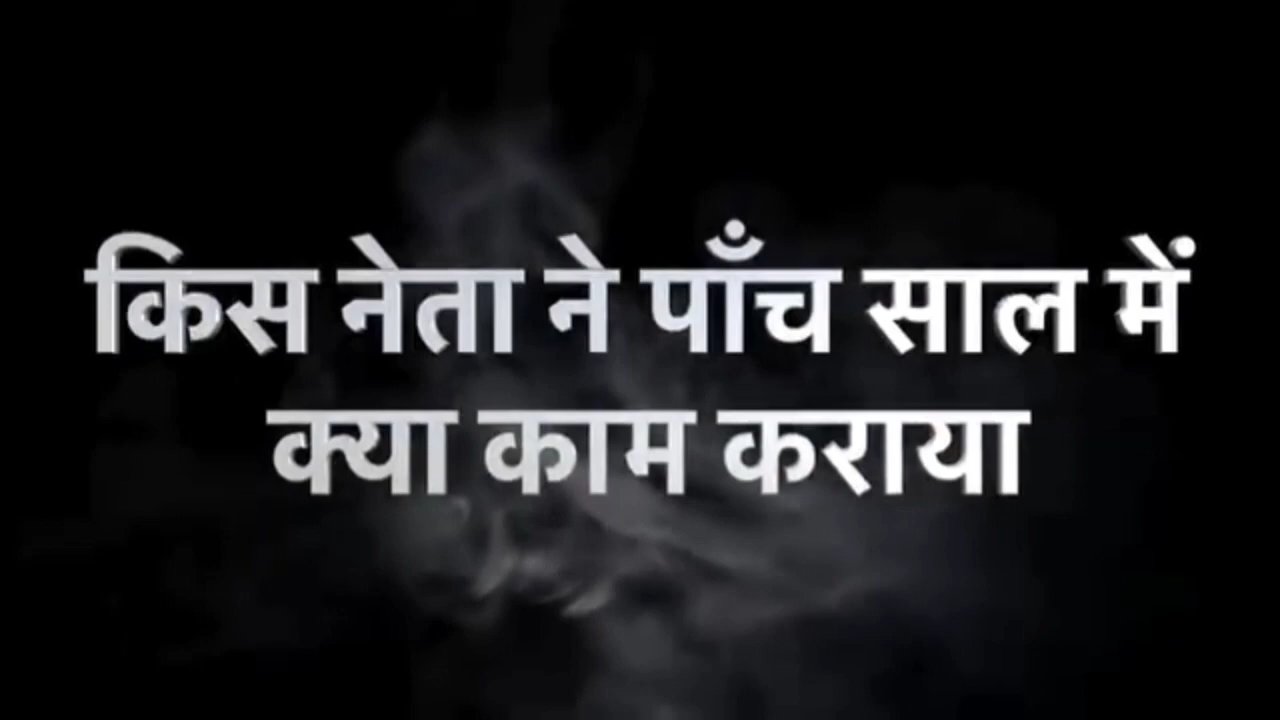 किस नेता ने पाँच साल में
क्या काम कराया